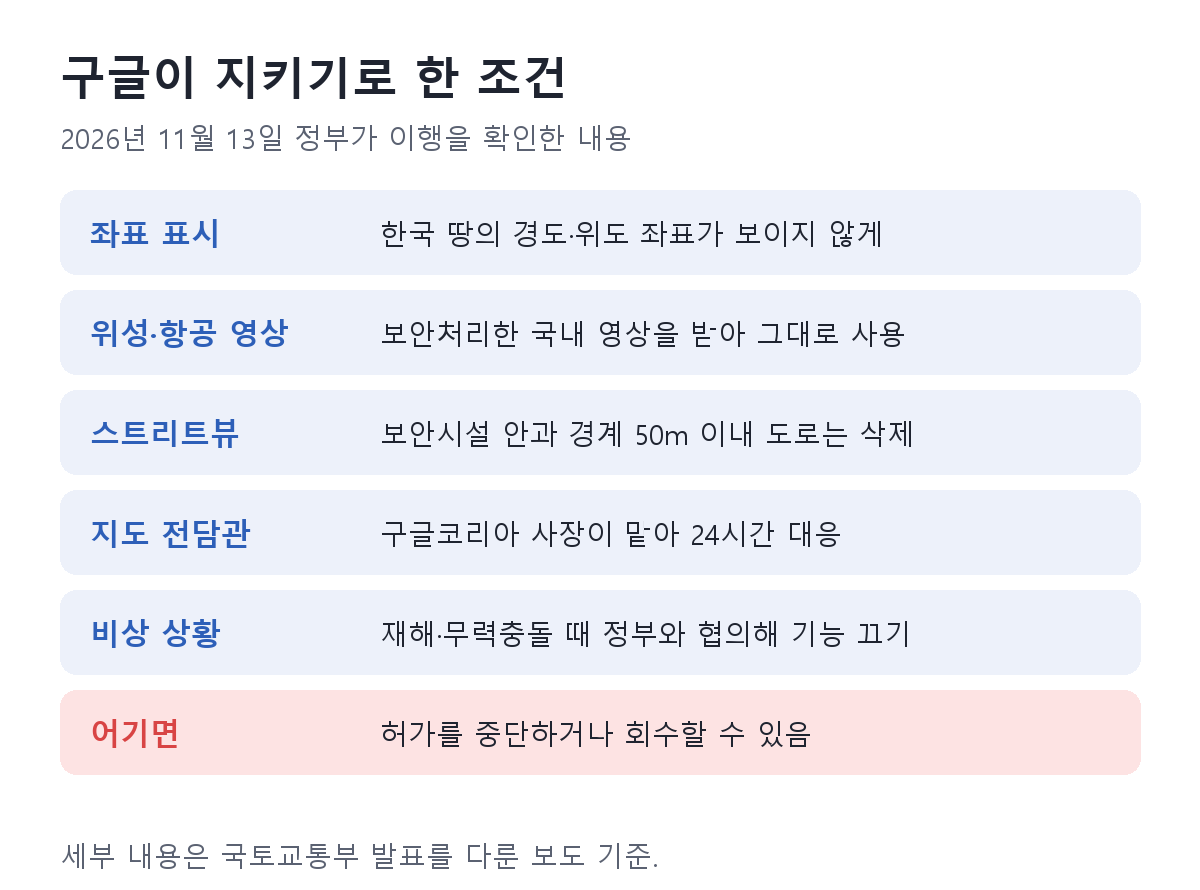 구글이 지키기로 한 조건
2026년 11월 13일 정부가 이행을 확인한 내용
좌표 표시 한국 땅의 경도·위도 좌표가 보이지 않게
위성·항공 영상 보안처리한 국내 영상을 받아 그대로 사용
스트리트뷰 보안시설 안과 경계 50m 이내 도로는 삭제
지도 전담관 구글코리아 사장이 맡아 24시간 대응
비상 상황 재해·무력충돌 때 정부와 협의해 기능 끄기
어기면 허가를 중단하거나 회수할 수 있음
세부 내용은 국토교통부 발표를 다룬 보도 기준.